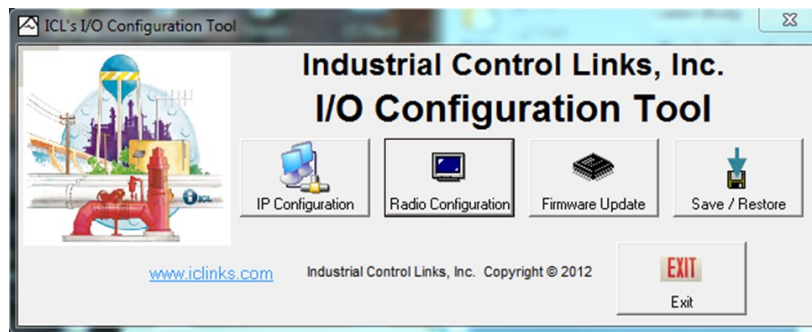 ICL's I/O Configuration Tool
Industrial Control Links, Inc.
I/O Configuration Tool
IP Configuration
Radio Configuration
Firmware Update
Save / Restore
ICL
www.iclinks.com
Industrial Control Links, Inc. Copyright © 2012
EXIT
Exit